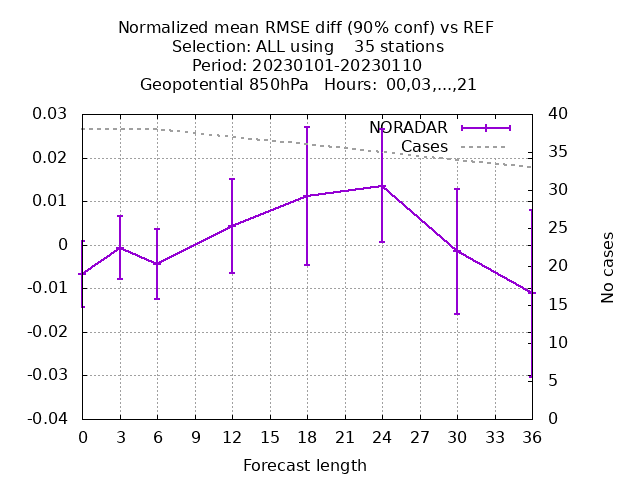 Normalized mean RMSE diff (90% conf) vs REF
Selection: ALL using    35 stations
Period: 20230101-20230110
Geopotential 850hPa   Hours:  00,03,...,21
NORADAR
Cases
0.03
0.02
0.01
0
-0.01
-0.02
-0.03
-0.04
40
35
30
25
20
15
10
5
0
No cases
0 3 6 9 12 15 18 21 24 27 30 33 36
Forecast length